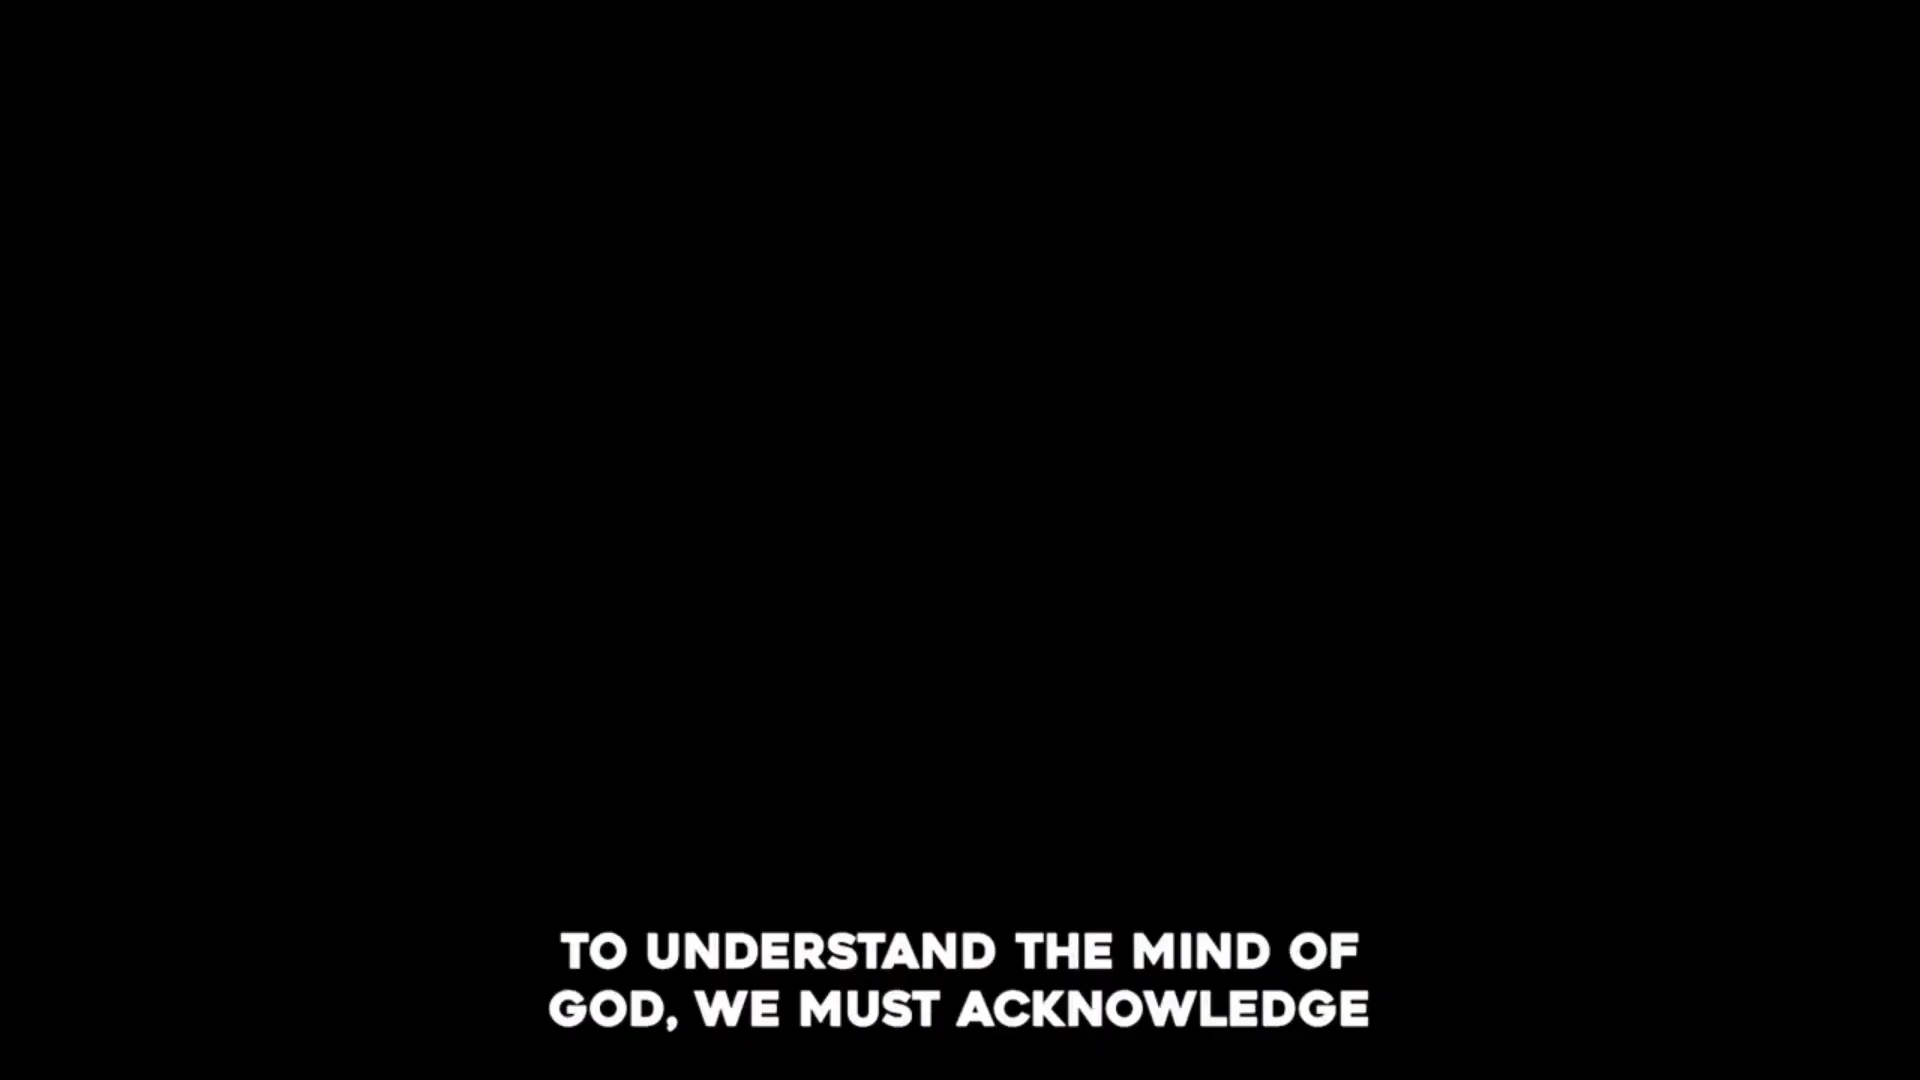 TO UNDERSTAND THE MIND OF
GOD, WE MUST ACKNOWLEDGE